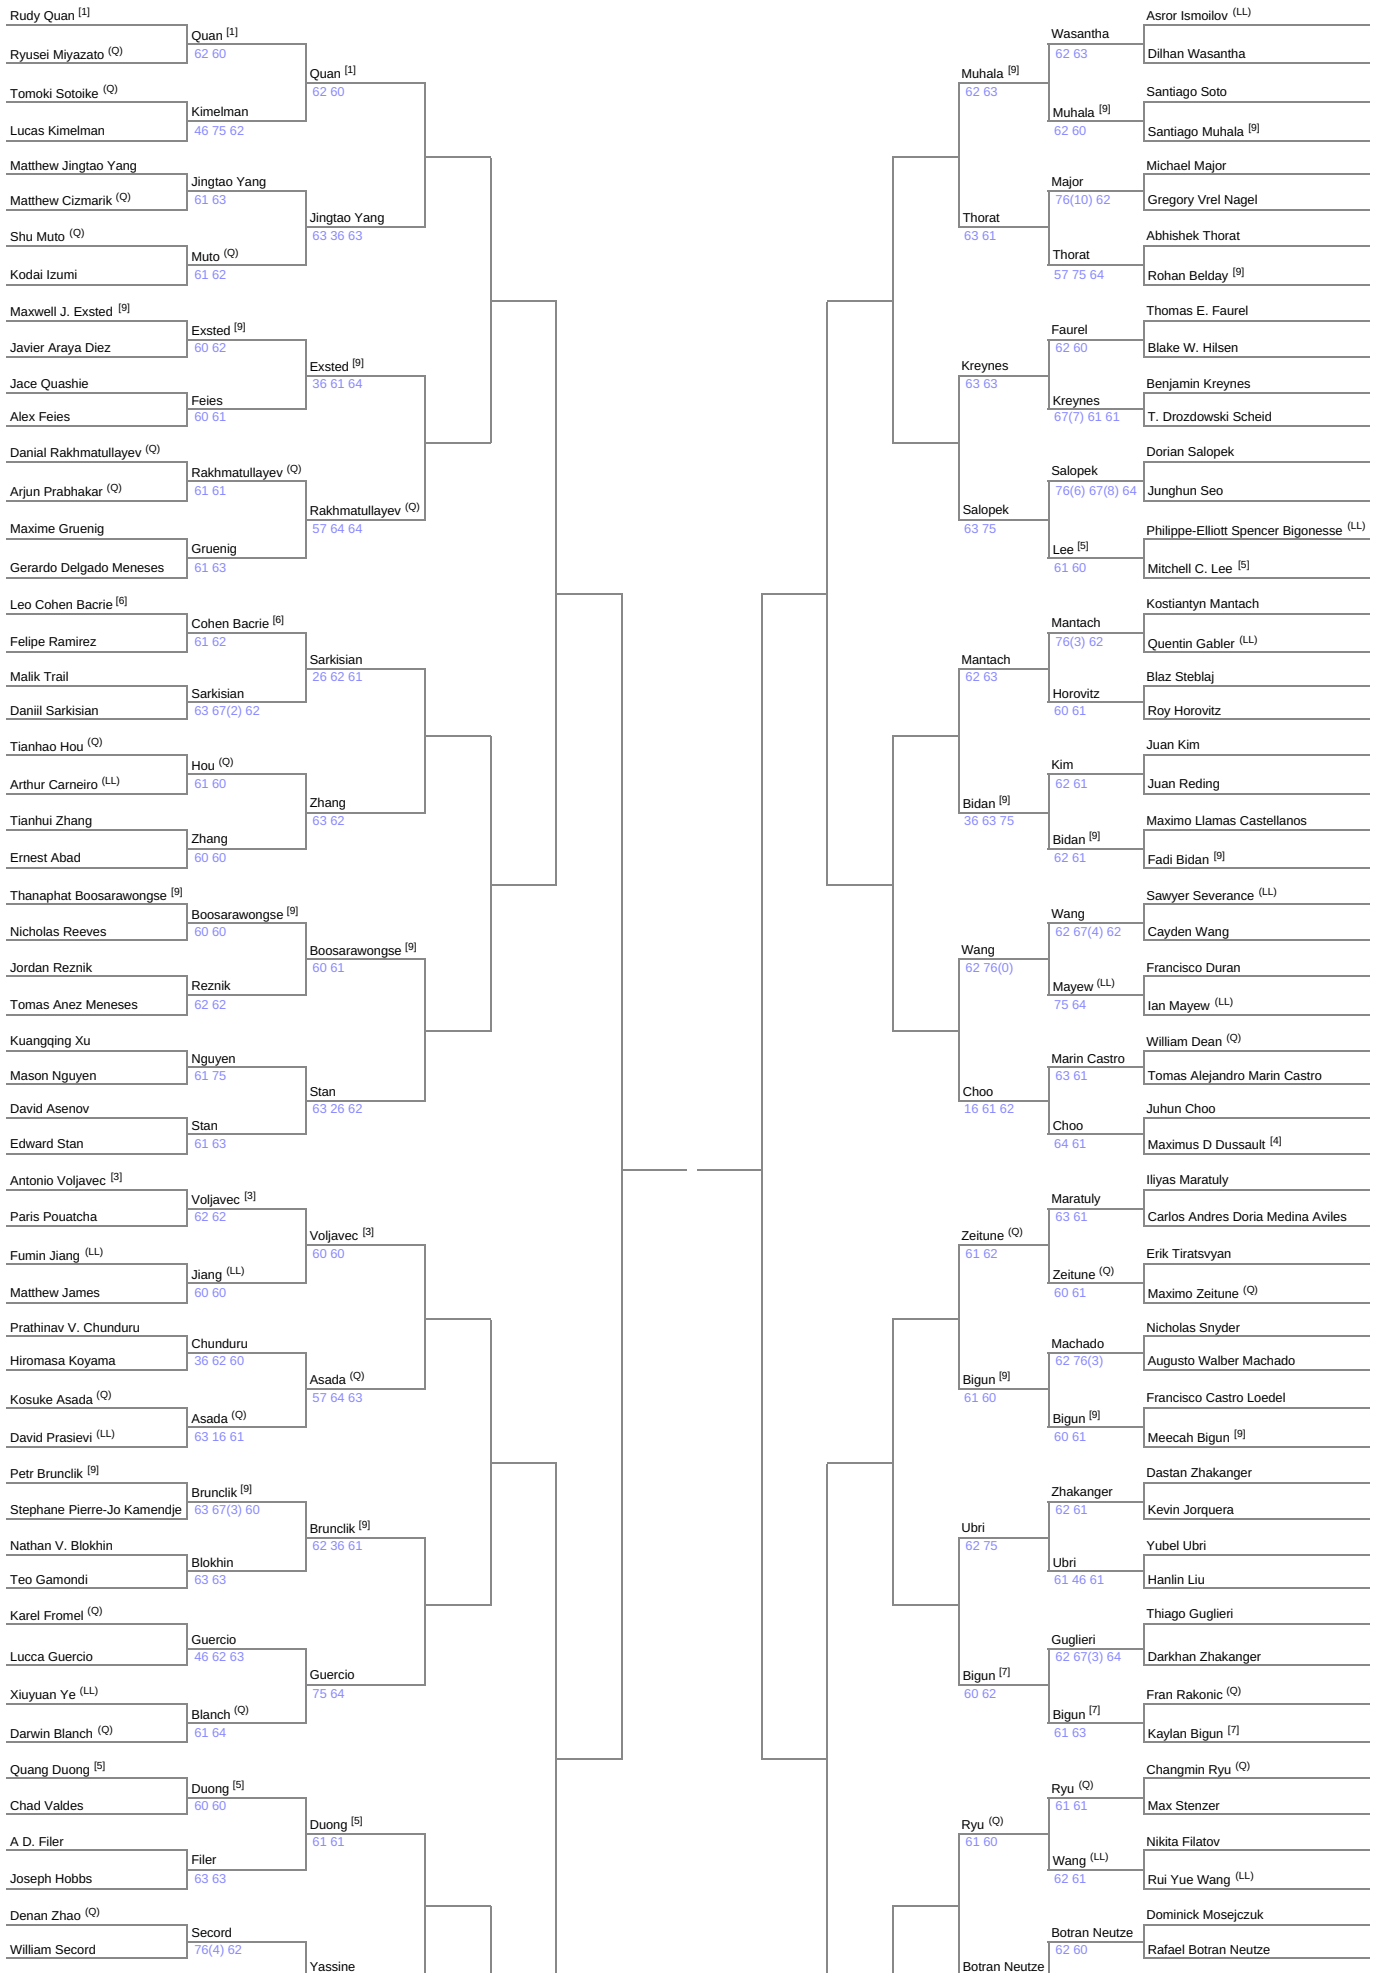 Rudy Quan [1]
Quan [1]
Ryusei Miyazato (Q)
62 60
Quan [1]
62 60
Tomoki Sotoike (Q)
Kimelman
Lucas Kimelman
46 75 62
Matthew Jingtao Yang
Jingtao Yang
Matthew Cizmarik (Q)
61 63
Jingtao Yang
63 36 63
Shu Muto (Q)
Muto (Q)
Kodai Izumi
61 62
Maxwell J. Exsted [9]
Exsted [9]
Javier Araya Diez
60 62
Exsted [9]
36 61 64
Jace Quashie
Feies
Alex Feies
60 61
Danial Rakhmatullayev (Q)
Rakhmatullayev (Q)
Arjun Prabhakar (Q)
61 61
Rakhmatullayev (Q)
57 64 64
Maxime Gruenig
Gruenig
Gerardo Delgado Meneses
61 63
Leo Cohen Bacrie [6]
Cohen Bacrie [6]
Felipe Ramirez
61 62
Sarkisian
26 62 61
Malik Trail
Sarkisian
Daniil Sarkisian
63 67(2) 62
Tianhao Hou (Q)
Hou (Q)
Arthur Carneiro (LL)
61 60
Zhang
63 62
Tianhui Zhang
Zhang
Ernest Abad
60 60
Thanaphat Boosarawongse [9]
Boosarawongse [9]
Nicholas Reeves
60 60
Boosarawongse [9]
60 61
Jordan Reznik
Reznik
Tomas Anez Meneses
62 62
Kuangqing Xu
Nguyen
Mason Nguyen
61 75
Stan
63 26 62
David Asenov
Stan
Edward Stan
61 63
Antonio Voljavec [3]
Voljavec [3]
Paris Pouatcha
62 62
Voljavec [3]
60 60
Fumin Jiang (LL)
Jiang (LL)
Matthew James
60 60
Prathinav V. Chunduru
Chunduru
Hiromasa Koyama
36 62 60
Asada (Q)
57 64 63
Kosuke Asada (Q)
Asada (Q)
David Prasievi (LL)
63 16 61
Petr Brunclik [9]
Brunclik [9]
Stephane Pierre-Jo Kamendje
63 67(3) 60
Brunclik [9]
62 36 61
Nathan V. Blokhin
Blokhin
Teo Gamondi
63 63
Karel Fromel (Q)
Guercio
Lucca Guercio
46 62 63
Guercio
75 64
Xiuyuan Ye (LL)
Blanch (Q)
Darwin Blanch (Q)
61 64
Quang Duong [5]
Duong [5]
Chad Valdes
60 60
Duong [5]
61 61
A D. Filer
Filer
Joseph Hobbs
63 63
Denan Zhao (Q)
Secord
William Secord
76(4) 62
Yassine
Asror Ismoilov (LL)
Wasantha
Dilhan Wasantha
62 63
Muhala [9]
62 63
Santiago Soto
Muhala [9]
Santiago Muhala [9]
62 60
Michael Major
Major
Gregory Vrel Nagel
76(10) 62
Thorat
63 61
Abhishek Thorat
Thorat
Rohan Belday [9]
57 75 64
Thomas E. Faurel
Faurel
Blake W. Hilsen
62 60
Kreynes
63 63
Benjamin Kreynes
Kreynes
T. Drozdowski Scheid
67(7) 61 61
Dorian Salopek
Salopek
Junghun Seo
76(6) 67(8) 64
Salopek
63 75
Philippe-Elliott Spencer Bigonesse (LL)
Lee [5]
Mitchell C. Lee [5]
61 60
Kostiantyn Mantach
Mantach
Quentin Gabler (LL)
76(3) 62
Mantach
62 63
Blaz Steblaj
Horovitz
Roy Horovitz
60 61
Juan Kim
Kim
Juan Reding
62 61
Bidan [9]
36 63 75
Maximo Llamas Castellanos
Bidan [9]
Fadi Bidan [9]
62 61
Sawyer Severance (LL)
Wang
Cayden Wang
62 67(4) 62
Wang
62 76(0)
Francisco Duran
Mayew (LL)
Ian Mayew (LL)
75 64
William Dean (Q)
Marin Castro
Tomas Alejandro Marin Castro
63 61
Choo
16 61 62
Juhun Choo
Choo
Maximus D Dussault [4]
64 61
Iliyas Maratuly
Maratuly
Carlos Andres Doria Medina Aviles
63 61
Zeitune (Q)
61 62
Erik Tiratsvyan
Zeitune (Q)
Maximo Zeitune (Q)
60 61
Nicholas Snyder
Machado
Augusto Walber Machado
62 76(3)
Bigun [9]
61 60
Francisco Castro Loedel
Bigun [9]
Meecah Bigun [9]
60 61
Dastan Zhakanger
Zhakanger
Kevin Jorquera
62 61
Ubri
62 75
Yubel Ubri
Ubri
Hanlin Liu
61 46 61
Thiago Guglieri
Guglieri
Darkhan Zhakanger
62 67(3) 64
Bigun [7]
60 62
Fran Rakonic (Q)
Bigun [7]
Kaylan Bigun [7]
61 63
Changmin Ryu (Q)
Ryu (Q)
Max Stenzer
61 61
Ryu (Q)
61 60
Nikita Filatov
Wang (LL)
Rui Yue Wang (LL)
62 61
Dominick Mosejczuk
Botran Neutze
Rafael Botran Neutze
62 60
Botran Neutze